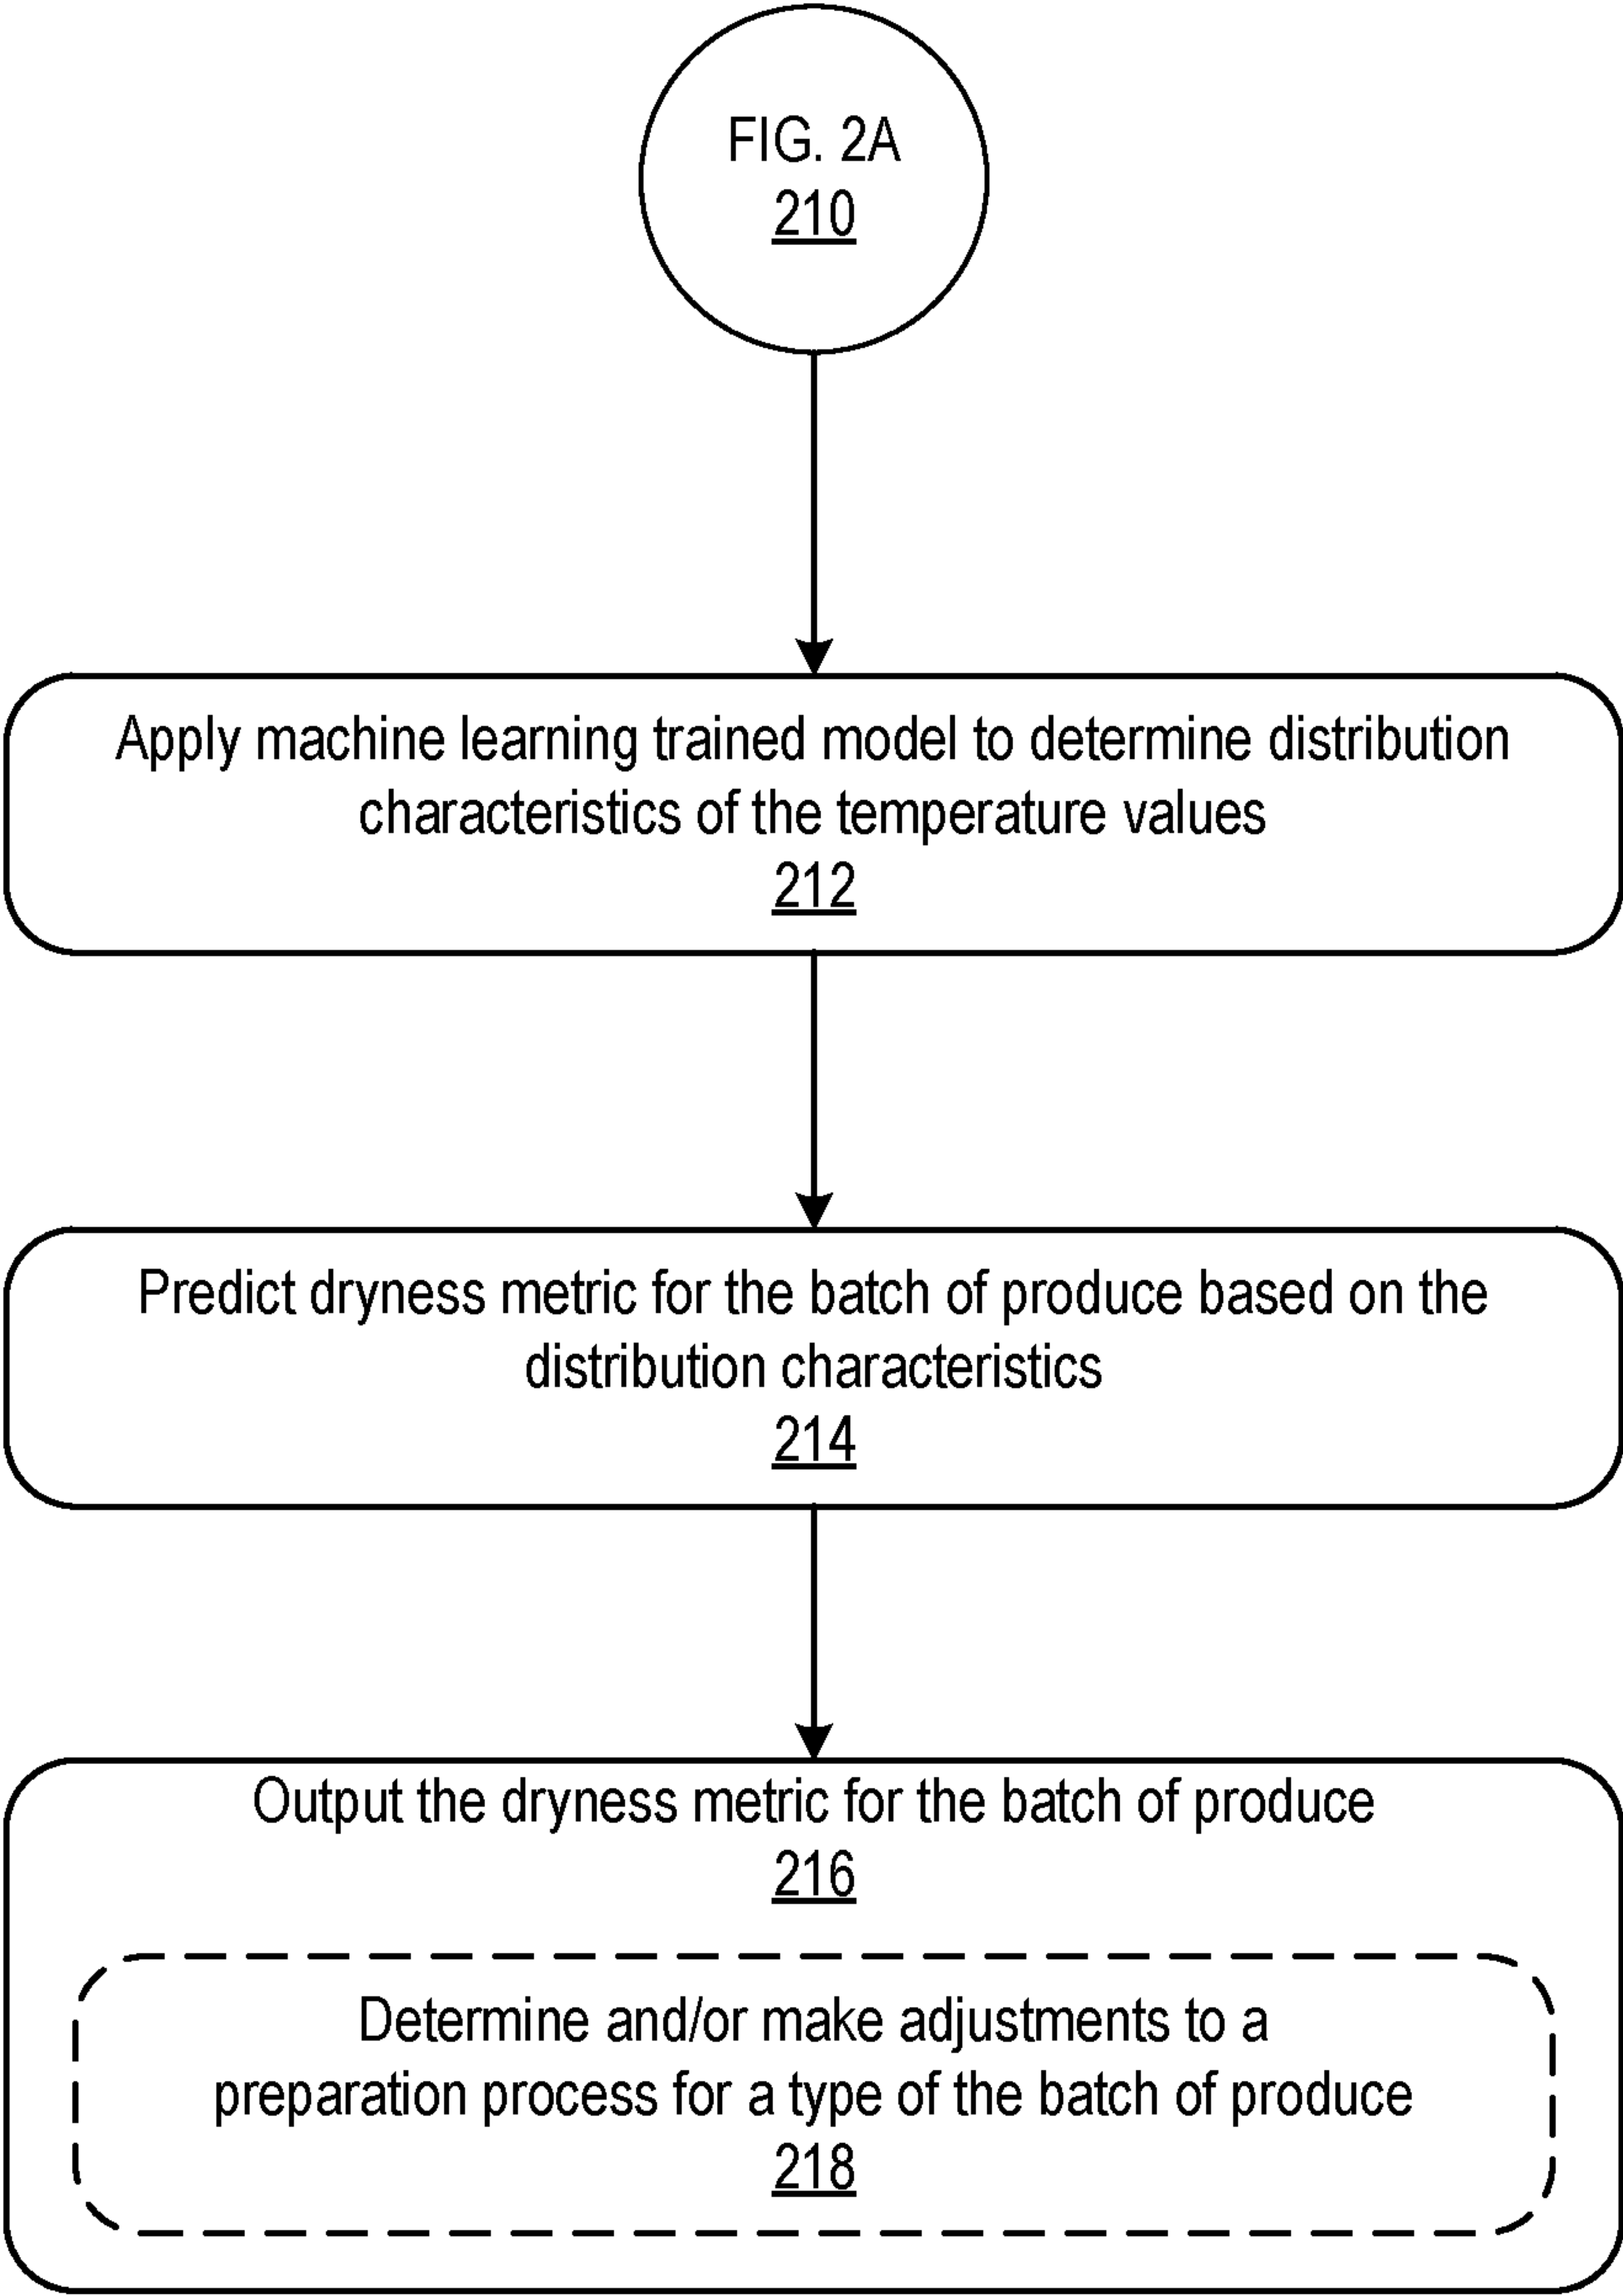 FIG. 2A
210
Apply machine learning trained model to determine distribution
characteristics of the temperature values
212
Predict dryness metric for the batch of produce based on the
distribution characteristics
214
Output the dryness metric for the batch of produce
216
Determine and/or make adjustments to a
preparation process for a type of the batch of produce
218